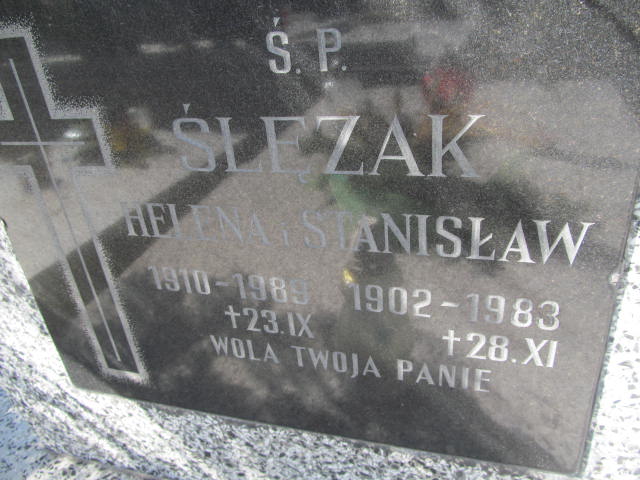 Ś. P.
ŚLĘZAK
HELENA I STANISŁAW
1910-1989 1902-1983
+23.IX +28.XI
WOLA TWOJA PANIE